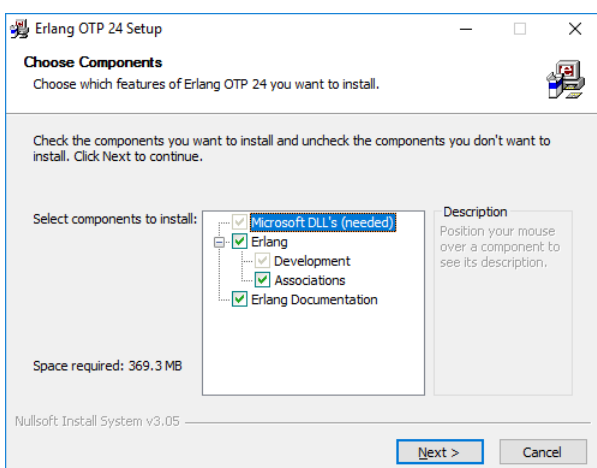 Erlang OTP 24 Setup
Choose Components
Choose which features of Erlang OTP 24 you want to install.
Check the components you want to install and uncheck the components you don't want to
install. Click Next to continue.
Select components to install:
Microsoft DLL's (needed)
Erlang
Development
Associations
Erlang Documentation
Description
Position your mouse
over a component to
see its description.
Space required: 369.3 MB
Nullsoft Install System v3.05
Next >
Cancel